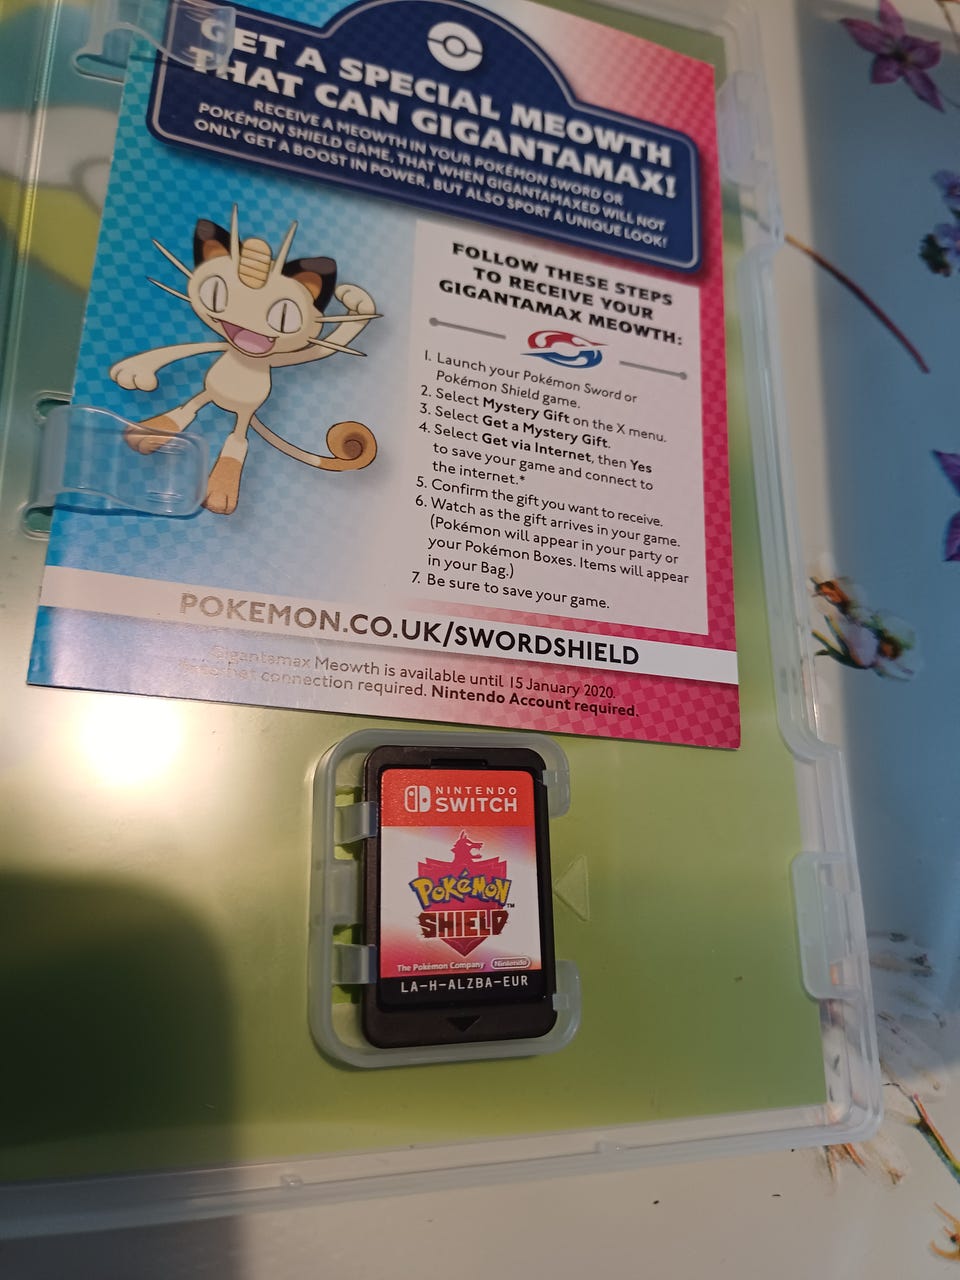 GET A SPECIAL MEOWTH
THAT CAN GIGANTAMAX!
RECEIVE A MEOWTH IN YOUR POKÉMON SWORD OR
POKÉMON SHIELD GAME, THAT WHEN GIGANTAMAXED WILL NOT
ONLY GET A BOOST IN POWER, BUT ALSO SPORT A UNIQUE LOOK!
FOLLOW THESE STEPS
TO RECEIVE YOUR
GIGANTAMAX MEOWTH:
1. Launch your Pokémon Sword or
Pokémon Shield game.
2. Select Mystery Gift on the X menu.
3. Select Get a Mystery Gift.
4. Select Get via Internet, then Yes
to save your game and connect to
the internet.*
5. Confirm the gift you want to receive.
6. Watch as the gift arrives in your game.
(Pokémon will appear in your party or
your Pokémon Boxes. Items will appear
in your Bag.)
7. Be sure to save your game.
POKEMON.CO.UK/SWORDSHIELD
Gigantamax Meowth is available until 15 January 2020.
connection required. Nintendo Account required.
NINTENDO
SWITCH
POKéMON™
SHIELD
The Pokémon Company Nintendo
LA-H-ALZBA-EUR